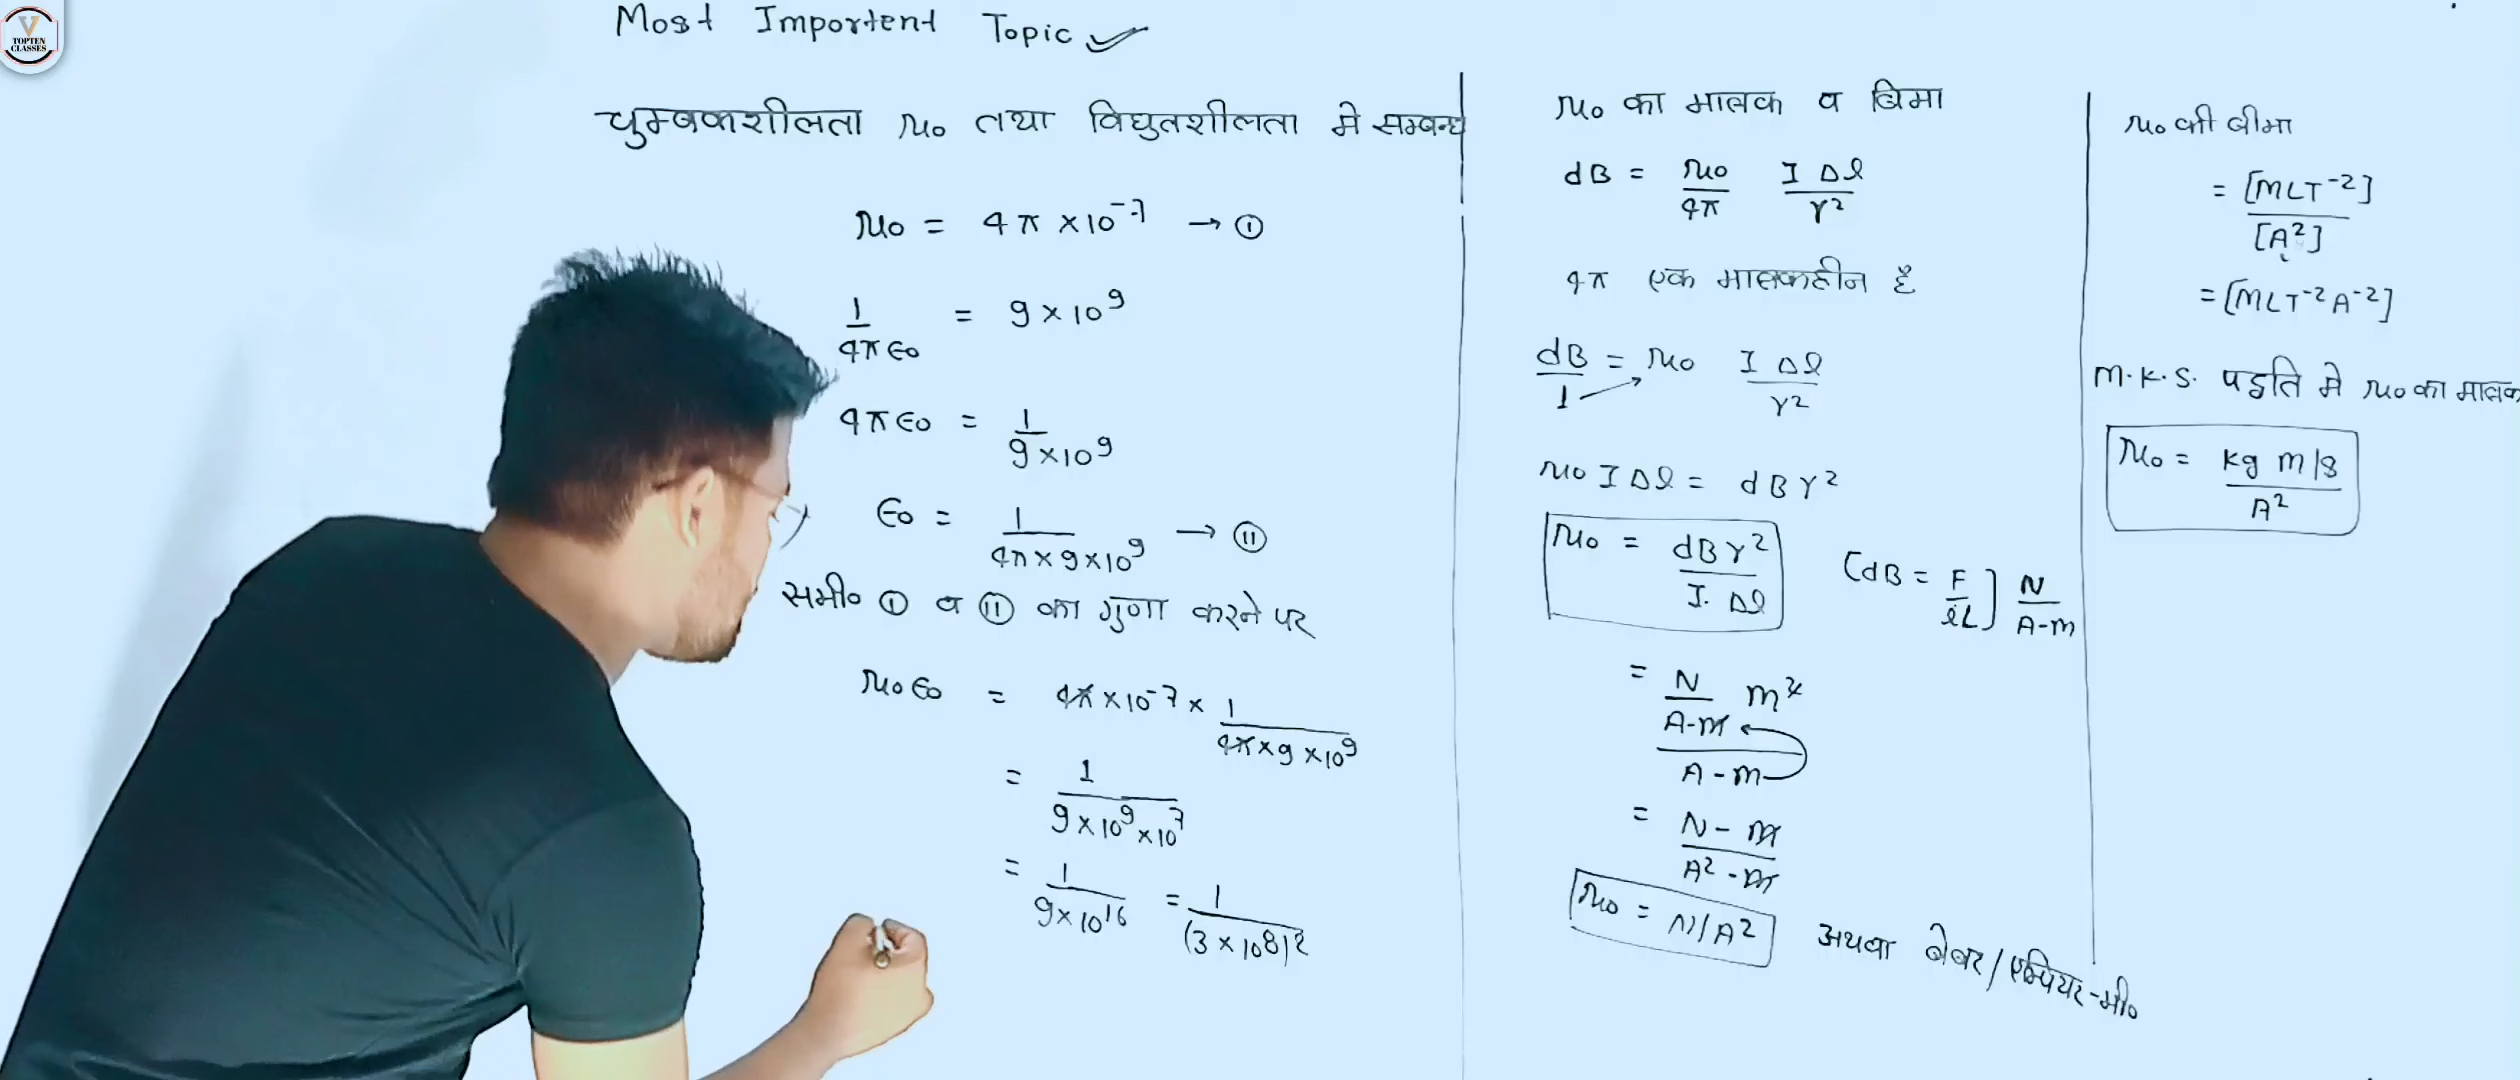 V
TOPTEN
CLASSES
Most Importent Topic
चुम्बकशीलता μ₀ तथा विद्युतशीलता मे सम्बन्ध
μ₀ = 4π × 10⁻⁷ → ①
1/4πε₀ = 9 × 10⁹
4πε₀ = 1/9 × 10⁹
ε₀ = 1/4π × 9 × 10⁹ → ⑪
समी० ① व ⑪ का गुणा करने पर
μ₀ε₀ = 4π × 10⁻⁷ × 1/4π × 9 × 10⁹
= 1/9 × 10⁹ × 10⁷
= 1/9 × 10¹⁶ = 1/(3 × 10⁸)²
μ₀ का मात्रक व विमा
dB = μ₀/4π I Δl/r²
4π एक मात्रकहीन है
dB/1 = μ₀ I Δl/r²
μ₀ I Δl = dB r²
μ₀ = dB r²/I. Δl [dB = F/iL] N/A-m
= N/A-m m²/A-m
= N-m/A²-m
μ₀ = N/A² अथवा वेबर/एम्पियर-मी०
μ₀ की वीमा
= [MLT⁻²]/[A²]
= [MLT⁻²A⁻²]
M.K.S. पद्धति मे μ₀ का मात्रक
μ₀ = kg m/s/A²